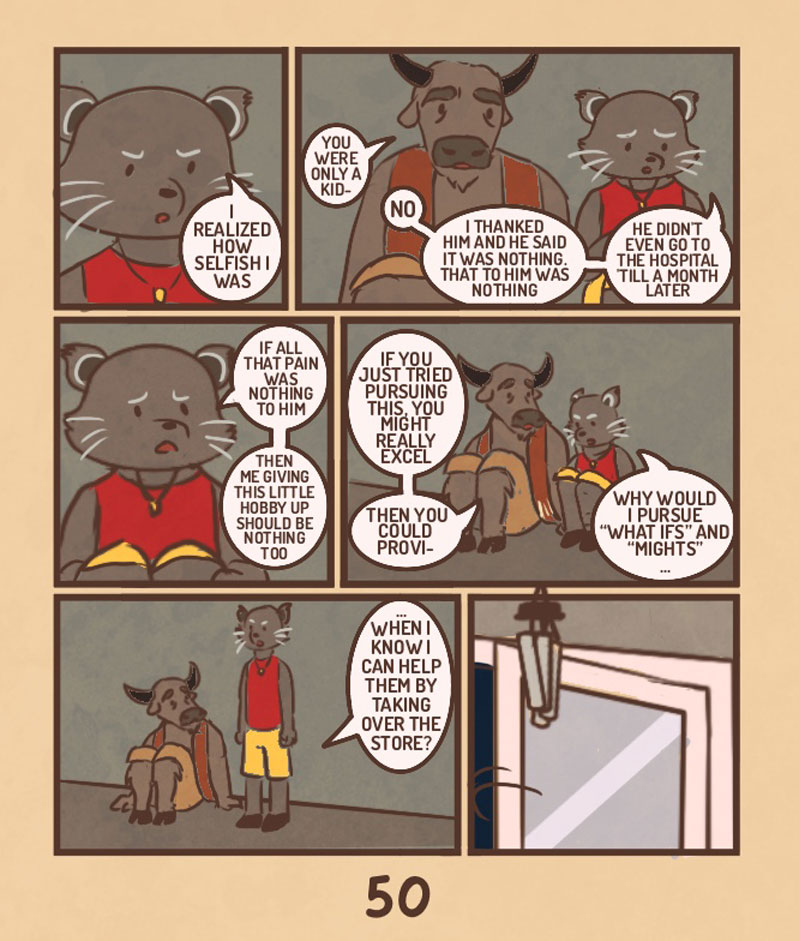 I
REALIZED
HOW
SELFISH I
WAS
YOU
WERE
ONLY A
KID-
NO
I THANKED
HIM AND HE SAID
IT WAS NOTHING.
THAT TO HIM WAS
NOTHING
HE DIDN'T
EVEN GO TO
THE HOSPITAL
'TILL A MONTH
LATER
IF ALL
THAT PAIN
WAS
NOTHING
TO HIM
THEN
ME GIVING
THIS LITTLE
HOBBY UP
SHOULD BE
NOTHING
TOO
IF YOU
JUST TRIED
PURSUING
THIS, YOU
MIGHT
REALLY
EXCEL
THEN YOU
COULD
PROVI-
WHY WOULD
I PURSUE
"WHAT IFS" AND
"MIGHTS"
...
...
WHEN I
KNOW I
CAN HELP
THEM BY
TAKING
OVER THE
STORE?
50